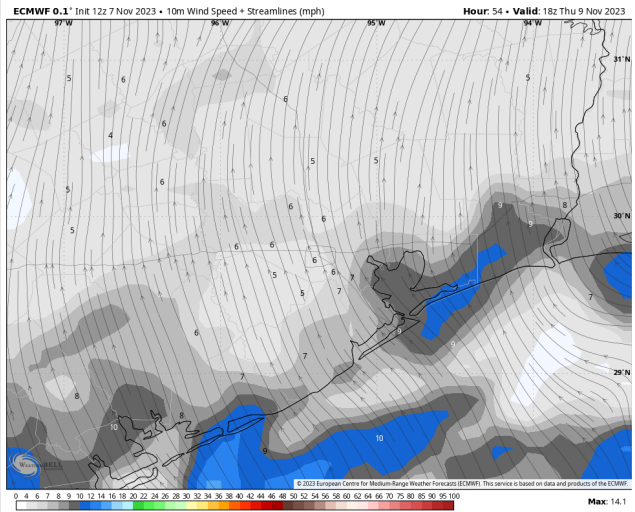 ECMWF 0.1° Init 12z 7 Nov 2023 • 10m Wind Speed + Streamlines (mph)
Hour: 54 • Valid: 18z Thu 9 Nov 2023
97°W 96°W 95°W 94°W
31°N
5 6 5
6
6
4
5 5
6
5
6 9 8
30°N
6 9
5
6 6
6
5 6 7
5 7
7
6 9
9
7
29°N
7
8
8
10
10
9
WeatherBELL
© 2023 European Centre for Medium-Range Weather Forecasts (ECMWF). This service is based on data and products of the ECMWF.
0 4 6 7 8 9 10 12 14 16 18 20 22 24 26 28 30 32 34 36 38 40 42 44 46 48 50 52 54 56 58 60 65 70 75 80 85 90 95 100
Max: 14.1